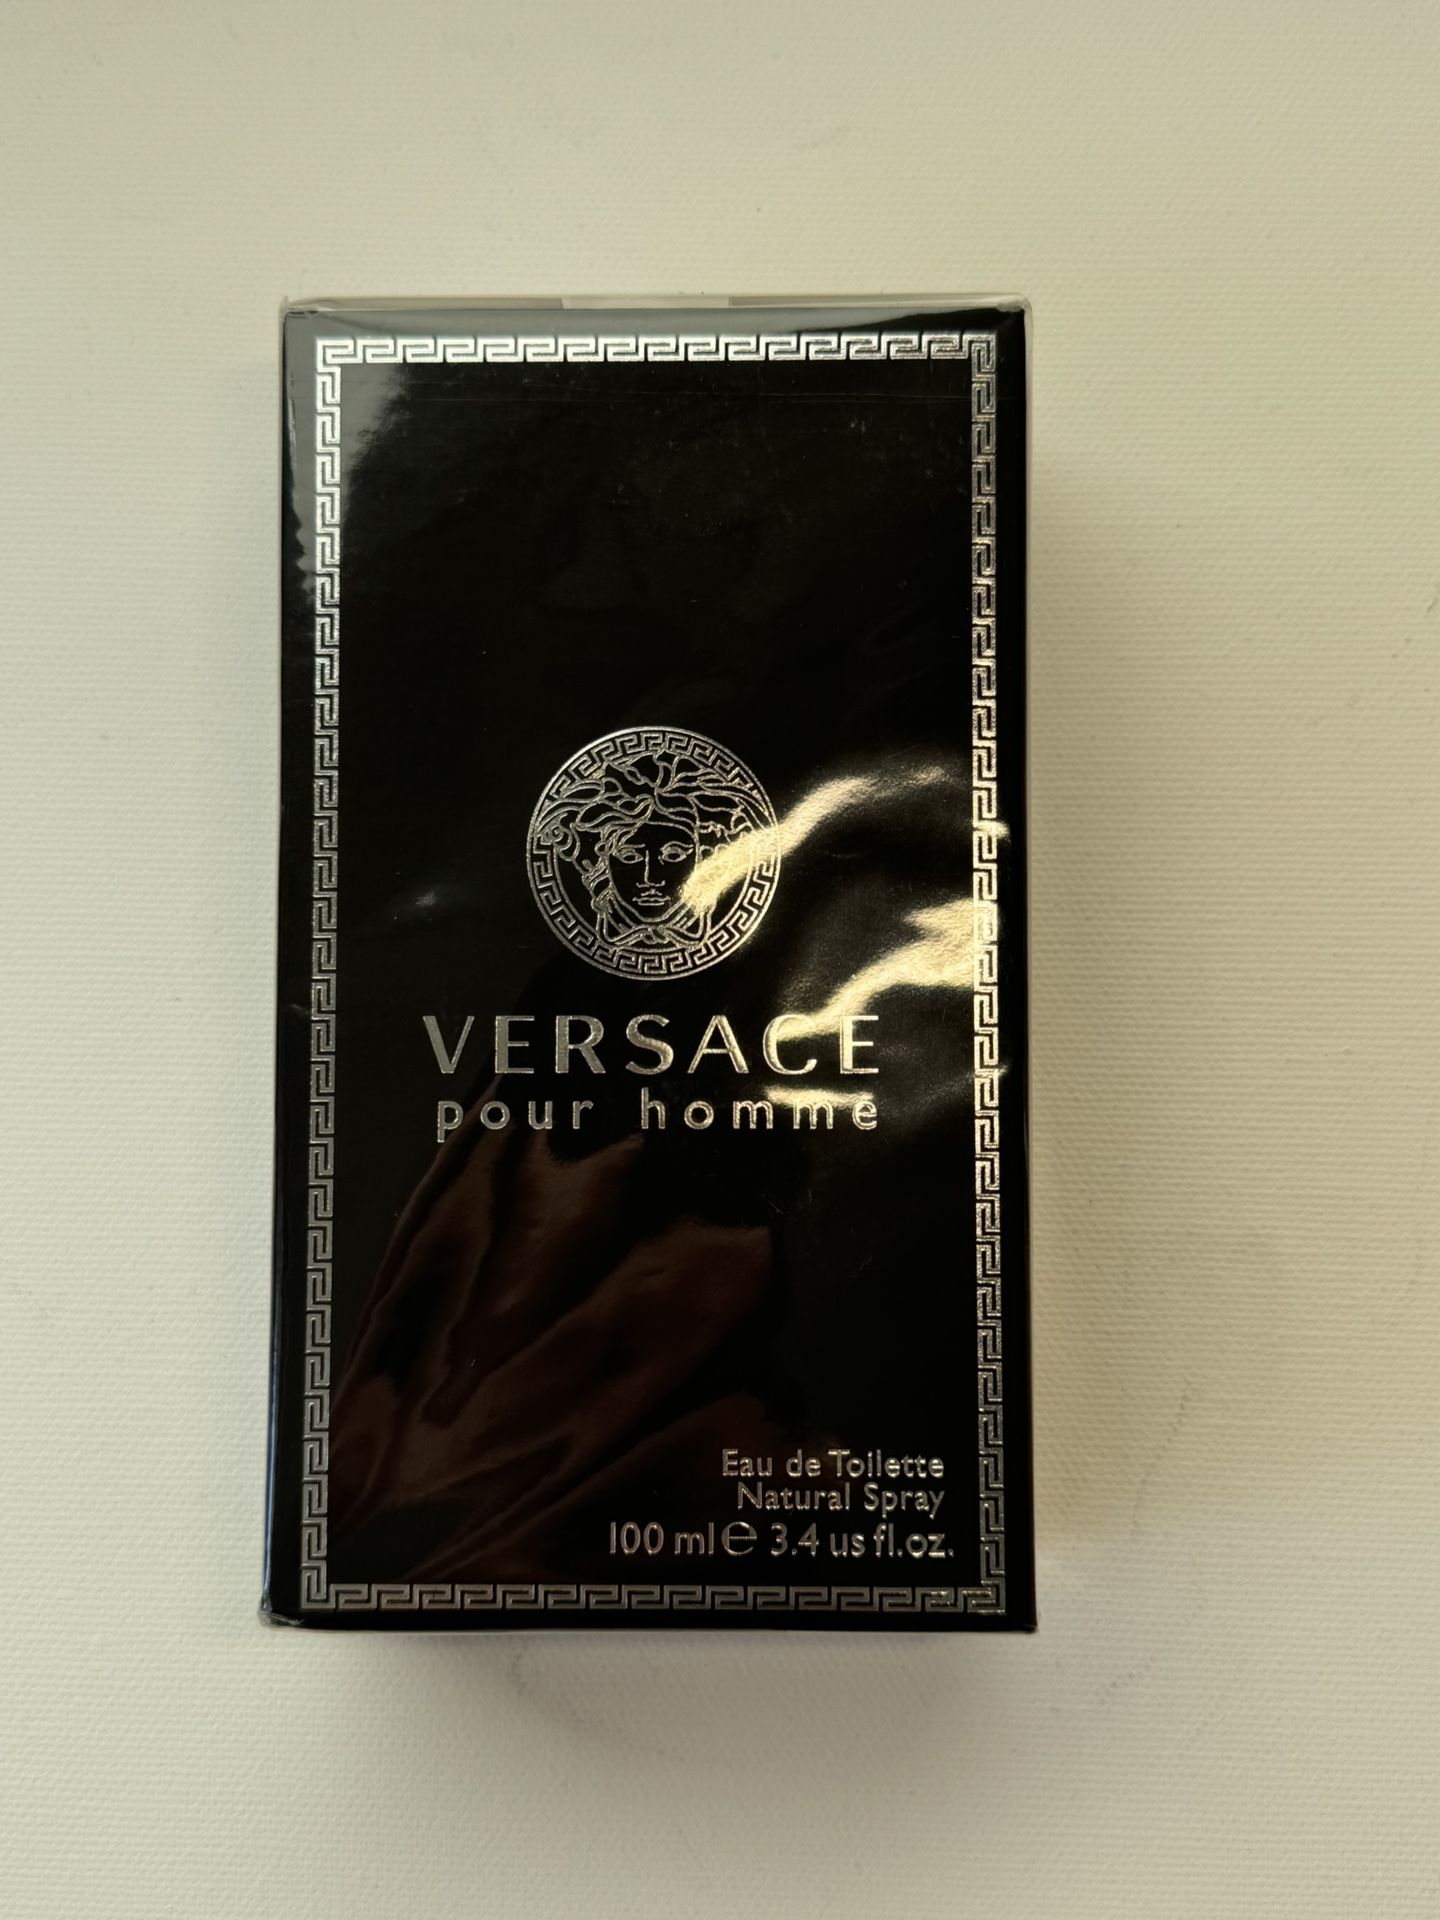 VERSACE
pour homme
Eau de Toilette
Natural Spray
100 ml ℮ 3.4 us fl.oz.